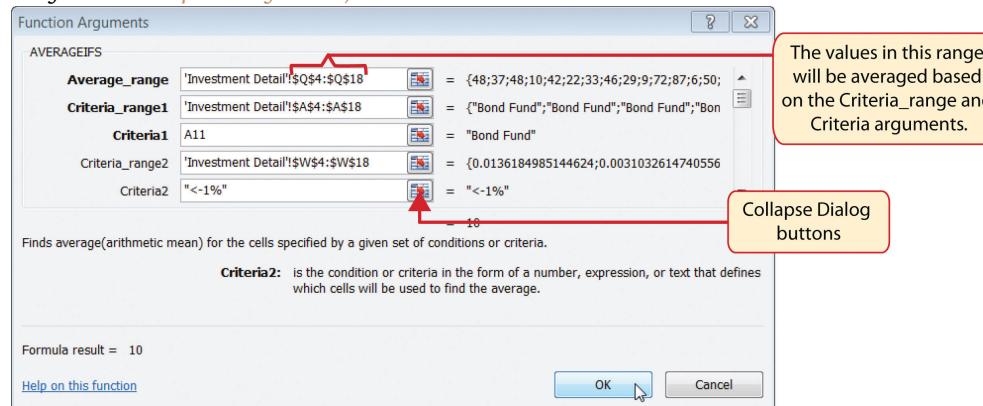 Function Arguments
AVERAGEIFS
Average_range 'Investment Detail'!$Q$4:$Q$18 = {48;37;48;10;42;22;33;46;29;9;72;87;6;50;
Criteria_range1 'Investment Detail'!$A$4:$A$18 = {"Bond Fund";"Bond Fund";"Bond Fund";"Bon
Criteria1 A11 = "Bond Fund"
Criteria_range2 'Investment Detail'!$W$4:$W$18 = {0.0136184985144624;0.0031032614740556
Criteria2 "<-1%" = "<-1%"
= 10
Finds average(arithmetic mean) for the cells specified by a given set of conditions or criteria.
Criteria2: is the condition or criteria in the form of a number, expression, or text that defines
which cells will be used to find the average.
Formula result = 10
Help on this function
OK Cancel
The values in this range
will be averaged based
on the Criteria_range and
Criteria arguments.
Collapse Dialog
buttons